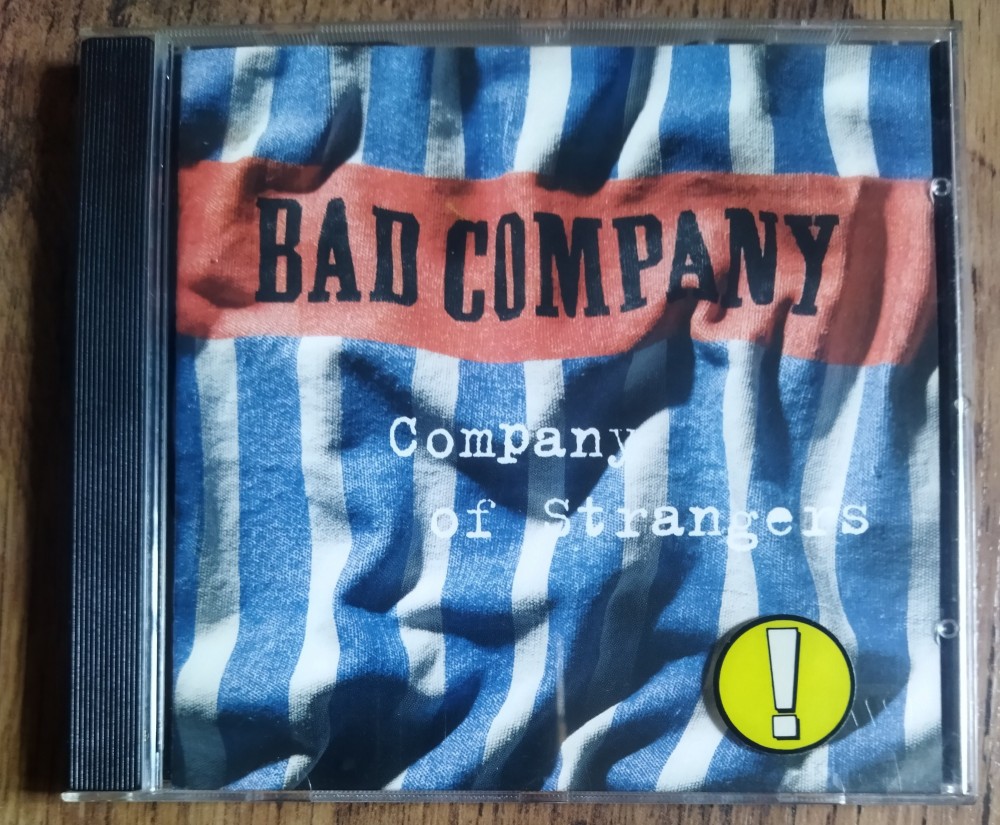 BAD COMPANY
Company
of Strangers
!